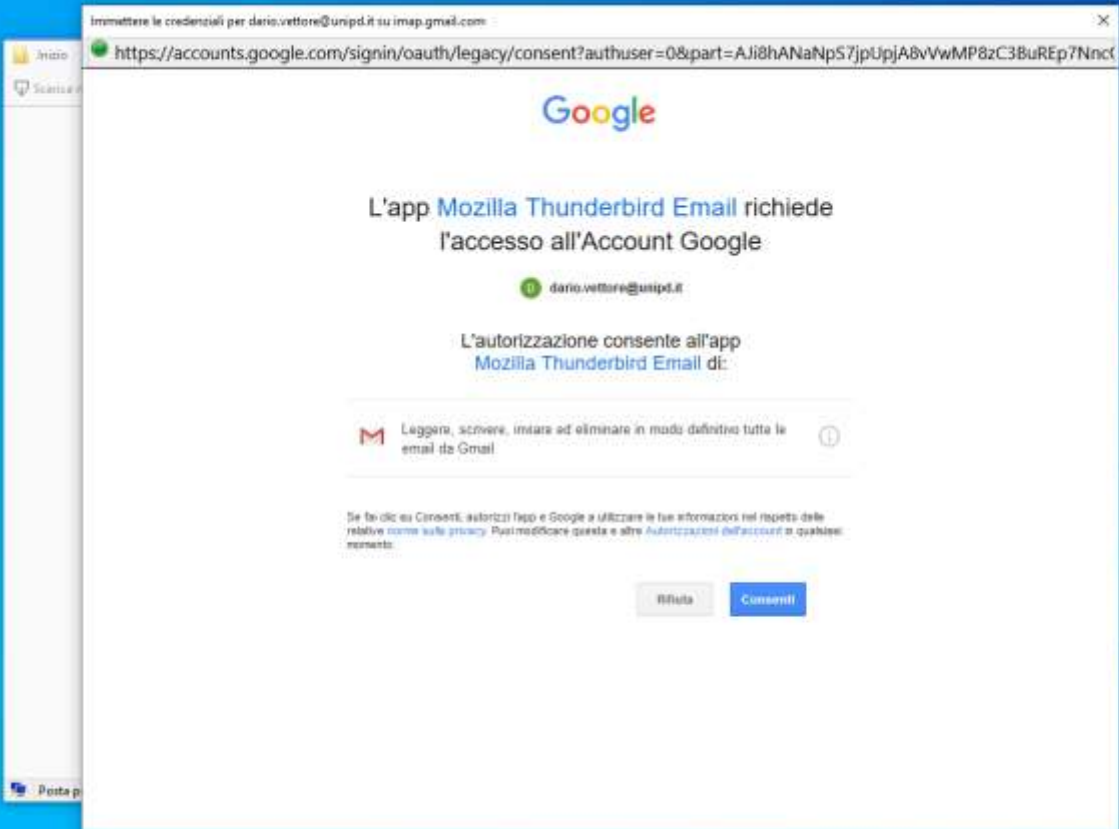 Immettere le credenziali per dario.vettore@unipd.it su imap.gmail.com
https://accounts.google.com/signin/oauth/legacy/consent?authuser=0&part=
Inizio
Google
L'app Mozilla Thunderbird Email richiede
l'accesso all'Account Google
D dario.vettore@unipd.it
L'autorizzazione consente all'app
Mozilla Thunderbird Email di:
Leggere, scrivere, inviare ed eliminare in modo definitivo tutte le
email da Gmail
Se fai clic su Consenti, autorizzi l'app e Google a utilizzare le tue informazioni nel rispetto delle
relative norme sulla privacy. Puoi modificare questa e altre Autorizzazioni dell'account in qualsiasi
momento.
Rifiuta
Consenti
Posta p